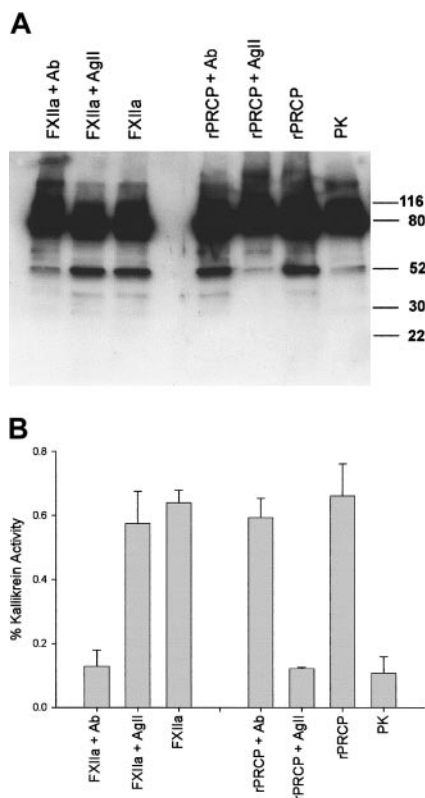 A
FXIIa + Ab
FXIIa + AgII
FXIIa
rPRCP + Ab
rPRCP + AgII
rPRCP
PK
116
80
52
30
22
B
% Kallikrein Activity
0.8
0.6
0.4
0.2
0.0
FXIIa + Ab
FXIIa + AgII
FXIIa
rPRCP + Ab
rPRCP + AgII
rPRCP
PK